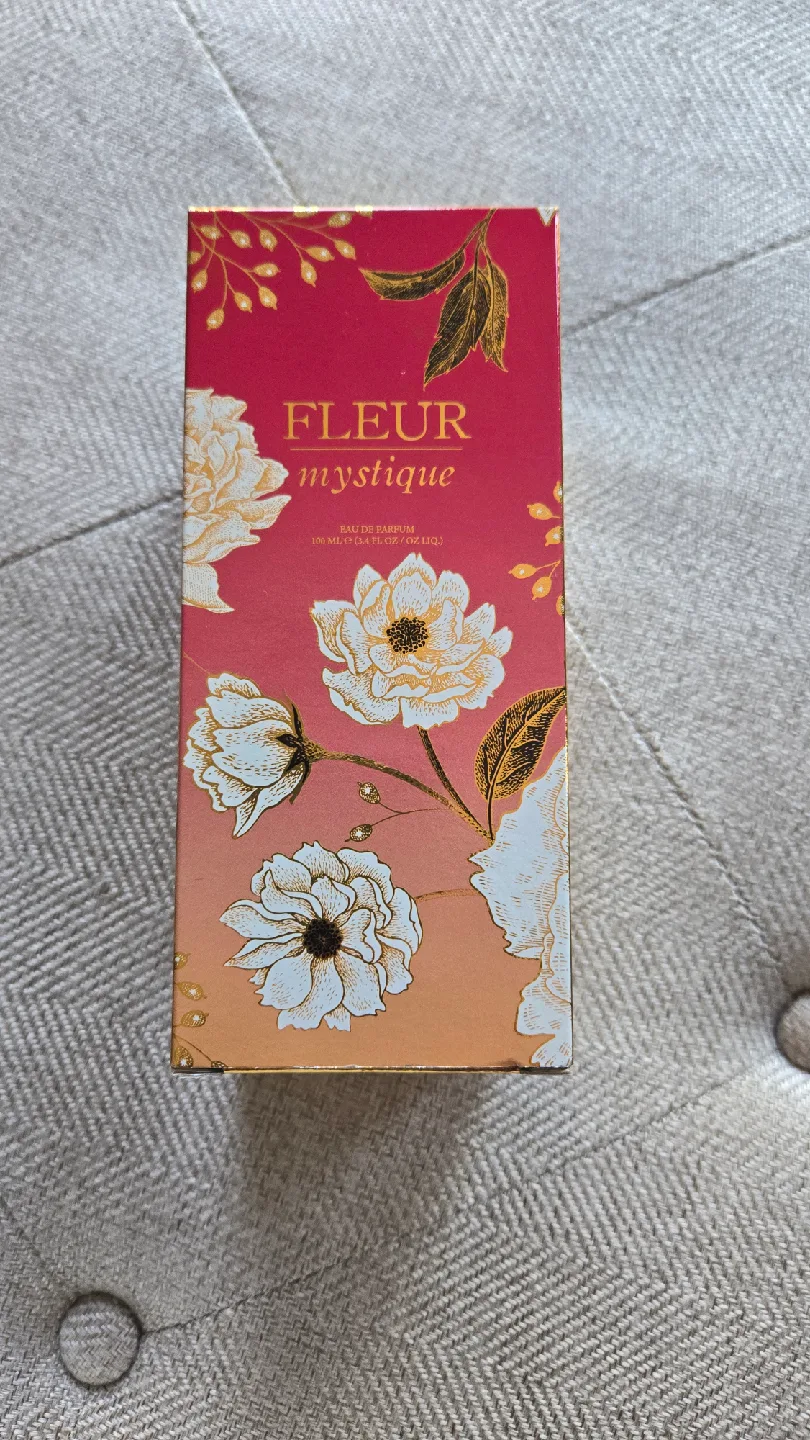 FLEUR
mystique
EAU DE PARFUM
100 ML ℮ (3.4 FL OZ / OZ LIQ.)